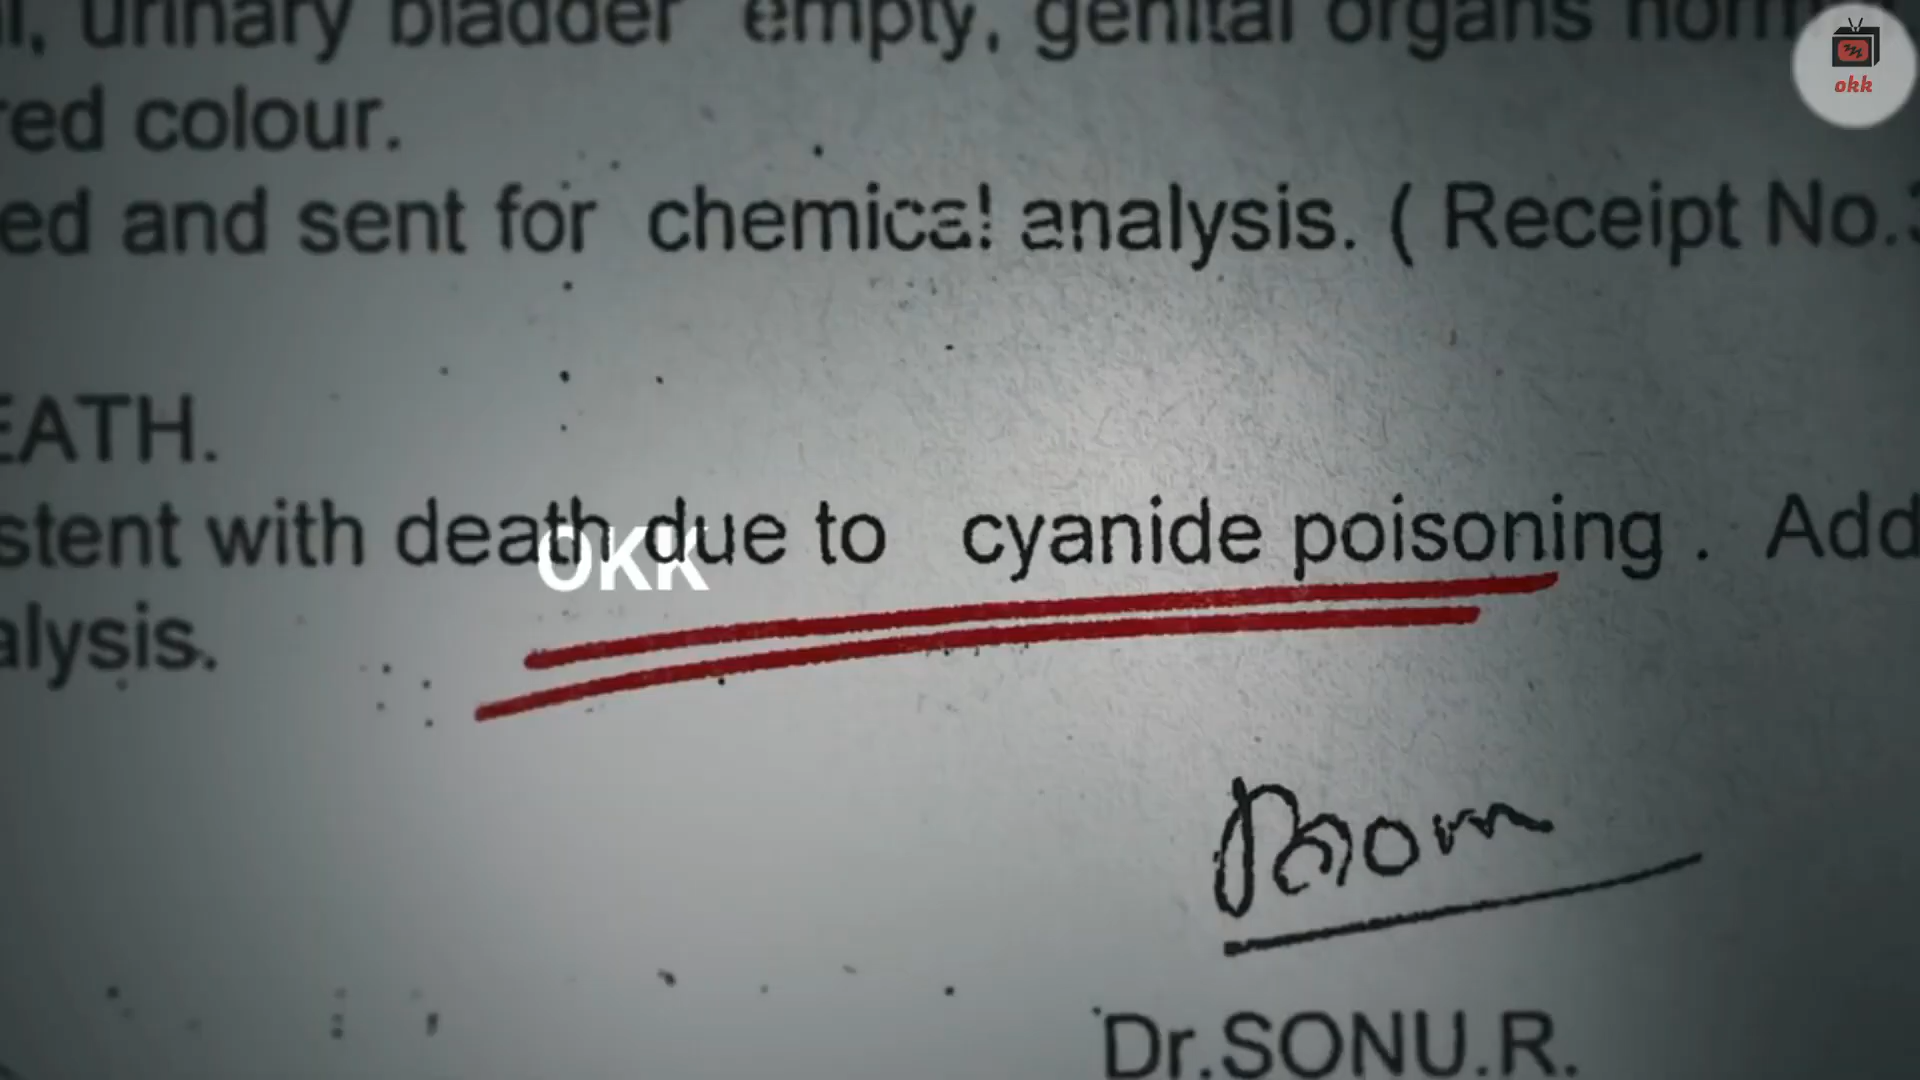 urinary bladder empty, genital organs
red colour.
ed and sent for chemical analysis. ( Receipt No.3
EATH.
stent with death due to cyanide poisoning . Add
alysis.
Dr.SONU.R.
OKK
okk